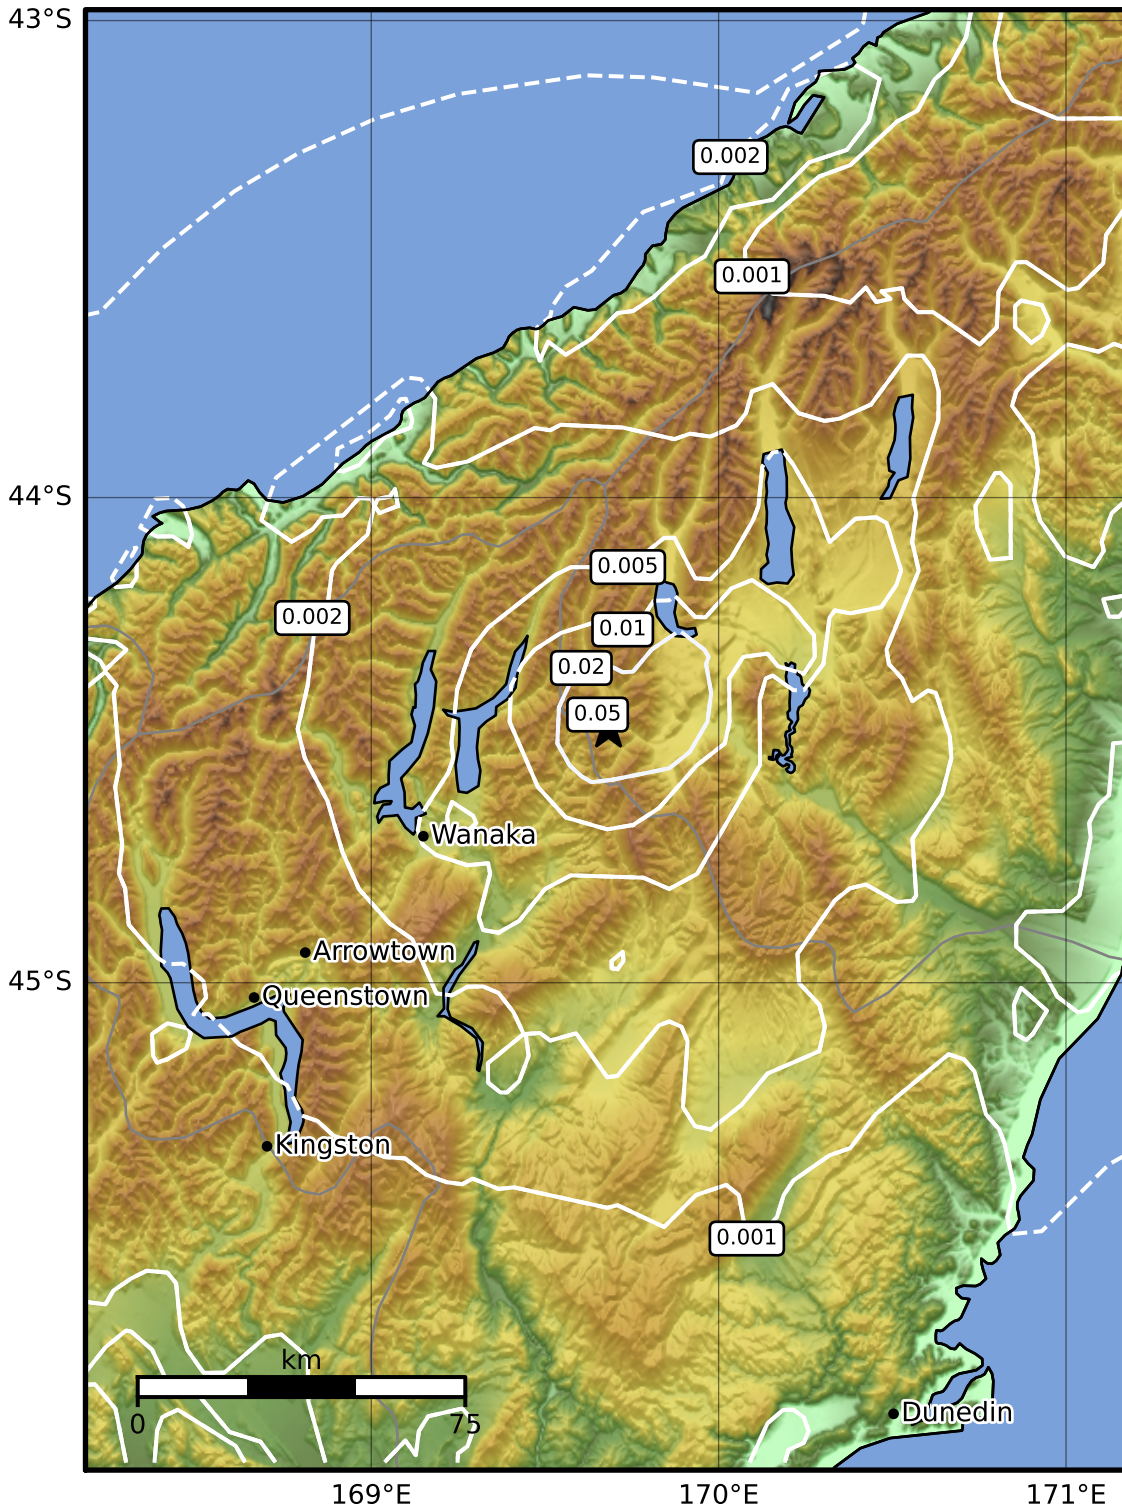 43°S
0.002
0.001
44°S
0.005
0.002
0.01
0.02
0.05
Wanaka
Arrowtown
45°S
Queenstown
Kingston
0.001
km
0
75
Dunedin
169°E
170°E
171°E